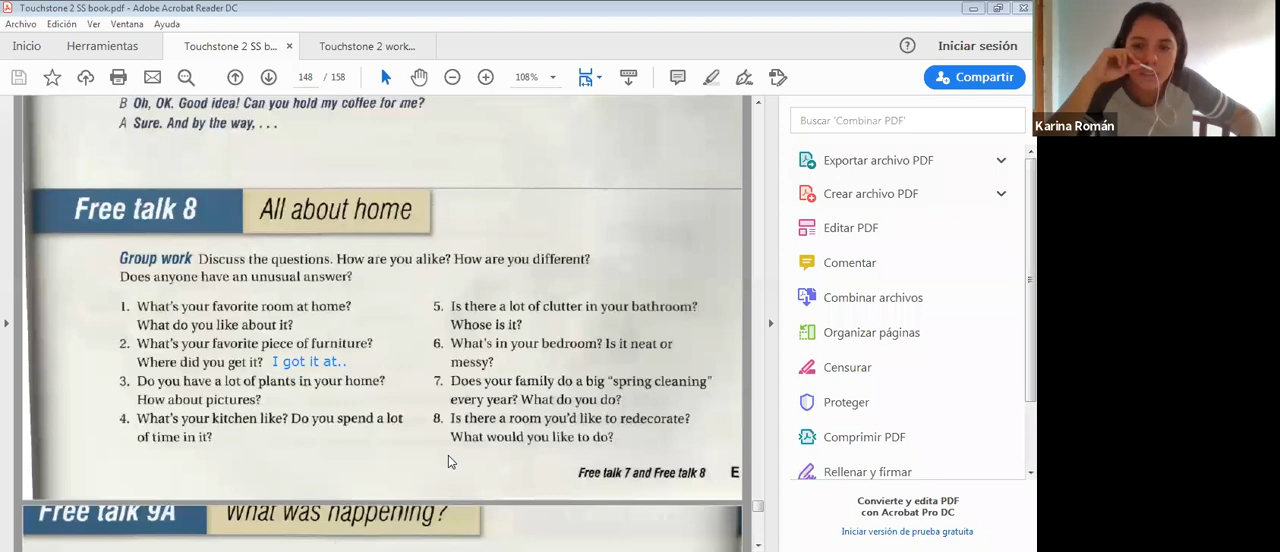 Touchstone 2 SS book.pdf - Adobe Acrobat Reader DC
Archivo Edición Ver Ventana Ayuda
Inicio Herramientas Touchstone 2 SS b... × Touchstone 2 work... Iniciar sesión
148 / 158 108% Compartir
B Oh, OK. Good idea! Can you hold my coffee for me?
A Sure. And by the way, . . .
Free talk 8 All about home
Group work Discuss the questions. How are you alike? How are you different?
Does anyone have an unusual answer?
1. What's your favorite room at home?
What do you like about it?
2. What's your favorite piece of furniture?
Where did you get it? I got it at..
3. Do you have a lot of plants in your home?
How about pictures?
4. What's your kitchen like? Do you spend a lot
of time in it?
5. Is there a lot of clutter in your bathroom?
Whose is it?
6. What's in your bedroom? Is it neat or
messy?
7. Does your family do a big "spring cleaning"
every year? What do you do?
8. Is there a room you'd like to redecorate?
What would you like to do?
Free talk 7 and Free talk 8 E
Free talk 9A What was happening?
Buscar 'Combinar PDF'
Exportar archivo PDF
Crear archivo PDF
Editar PDF
Comentar
Combinar archivos
Organizar páginas
Censurar
Proteger
Comprimir PDF
Rellenar y firmar
Convierte y edita PDF
con Acrobat Pro DC
Iniciar versión de prueba gratuita
Karina Román